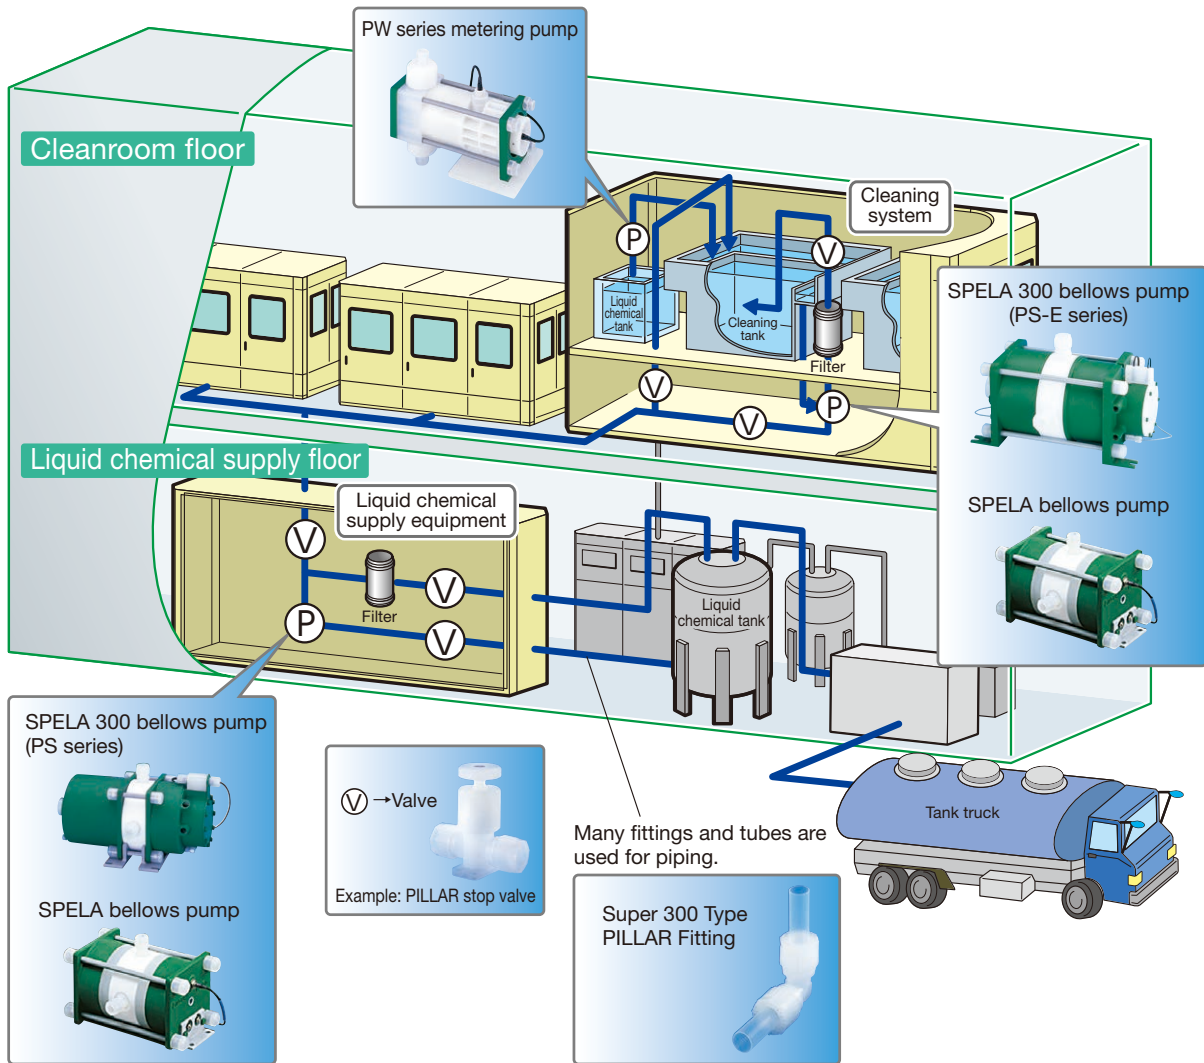 PW series metering pump
Cleanroom floor
Cleaning
system
P
V
Liquid
chemical
tank
Cleaning
tank
Filter
V
V
P
SPELA 300 bellows pump
(PS-E series)
SPELA bellows pump
Liquid chemical supply floor
Liquid chemical
supply equipment
V
Filter
V
P
V
Liquid
chemical tank
SPELA 300 bellows pump
(PS series)
SPELA bellows pump
V →Valve
Example: PILLAR stop valve
Many fittings and tubes are
used for piping.
Super 300 Type
PILLAR Fitting
Tank truck